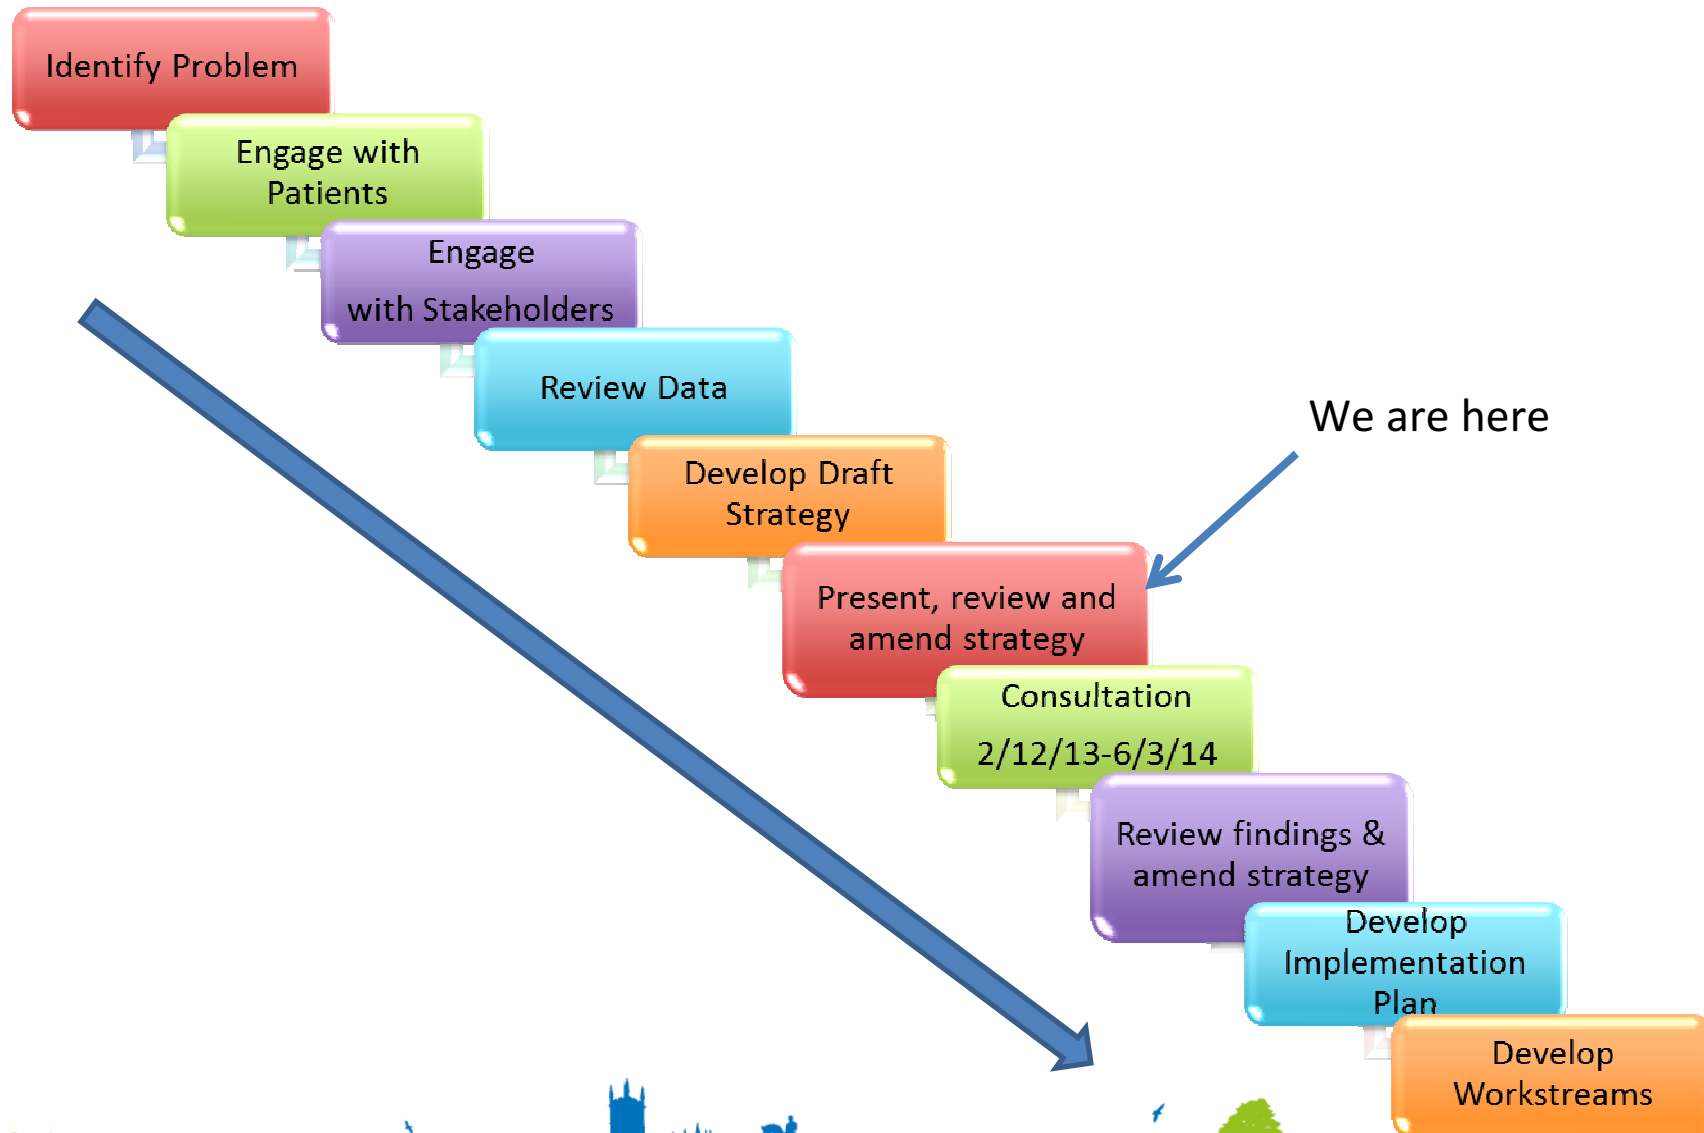 Identify Problem
Engage with
Patients
Engage
with Stakeholders
Review Data
Develop Draft
Strategy
We are here
Present, review and
amend strategy
Consultation
2/12/13-6/3/14
Review findings &
amend strategy
Develop
Implementation
Plan
Develop
Workstreams